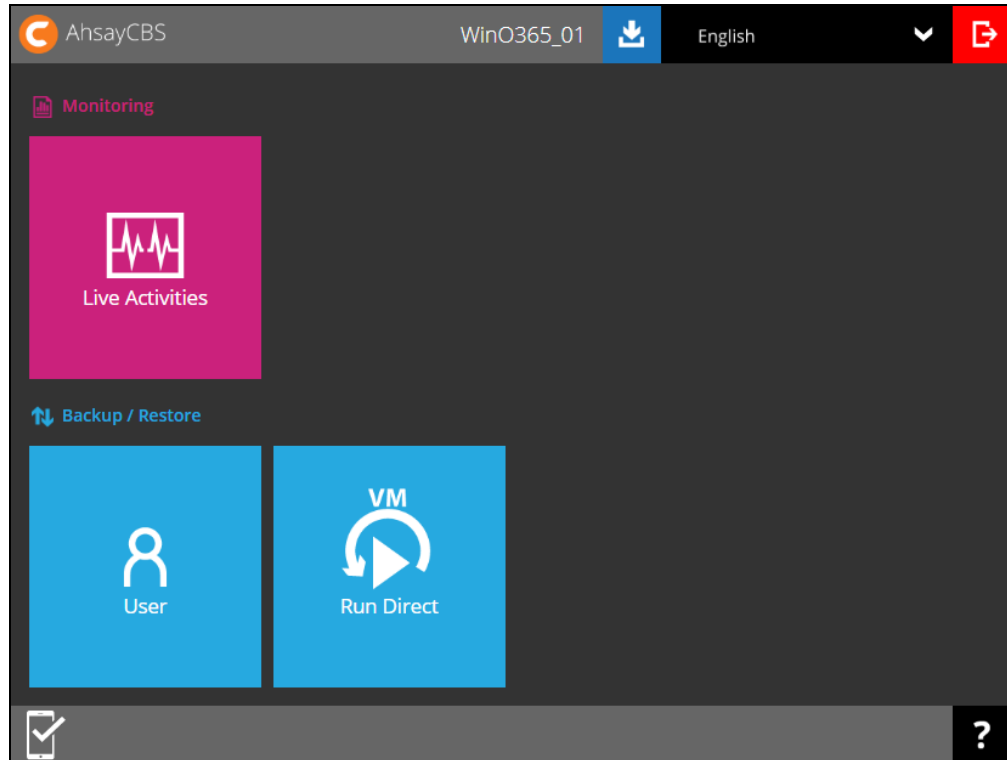 AhsayCBS WinO365_01 English
Monitoring
Live Activities
Backup / Restore
User
VM
Run Direct
?